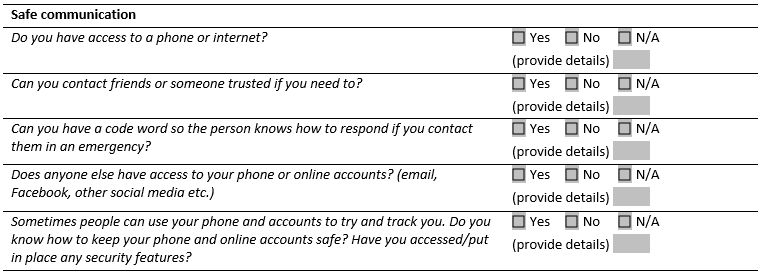 Safe communication
Do you have access to a phone or internet?
☐ Yes ☐ No ☐ N/A
(provide details)
Can you contact friends or someone trusted if you need to?
☐ Yes ☐ No ☐ N/A
(provide details)
Can you have a code word so the person knows how to respond if you contact
them in an emergency?
☐ Yes ☐ No ☐ N/A
(provide details)
Does anyone else have access to your phone or online accounts? (email,
Facebook, other social media etc.)
☐ Yes ☐ No ☐ N/A
(provide details)
Sometimes people can use your phone and accounts to try and track you. Do you
know how to keep your phone and online accounts safe? Have you accessed/put
in place any security features?
☐ Yes ☐ No ☐ N/A
(provide details)